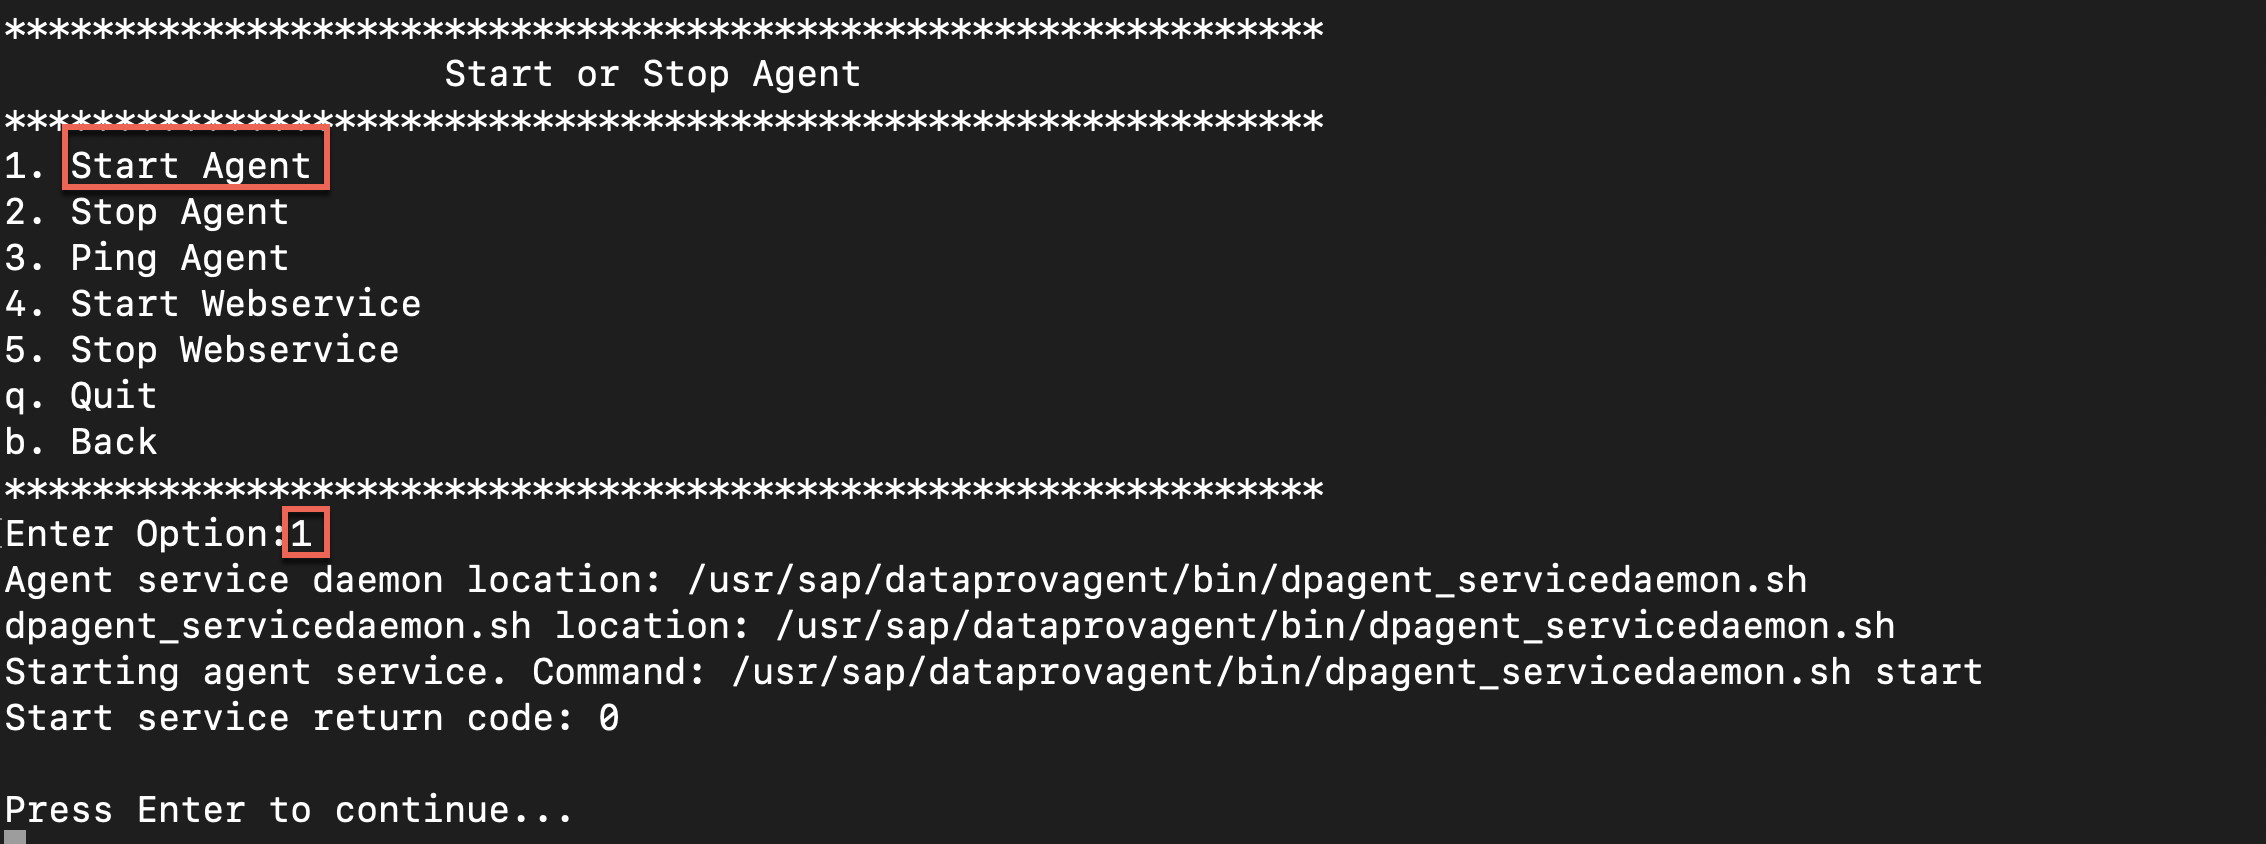 ************************************************************
Start or Stop Agent
************************************************************
1. Start Agent
2. Stop Agent
3. Ping Agent
4. Start Webservice
5. Stop Webservice
q. Quit
b. Back
************************************************************
Enter Option:1
Agent service daemon location: /usr/sap/dataprovagent/bin/dpagent_servicedaemon.sh
dpagent_servicedaemon.sh location: /usr/sap/dataprovagent/bin/dpagent_servicedaemon.sh
Starting agent service. Command: /usr/sap/dataprovagent/bin/dpagent_servicedaemon.sh start
Start service return code: 0
Press Enter to continue...